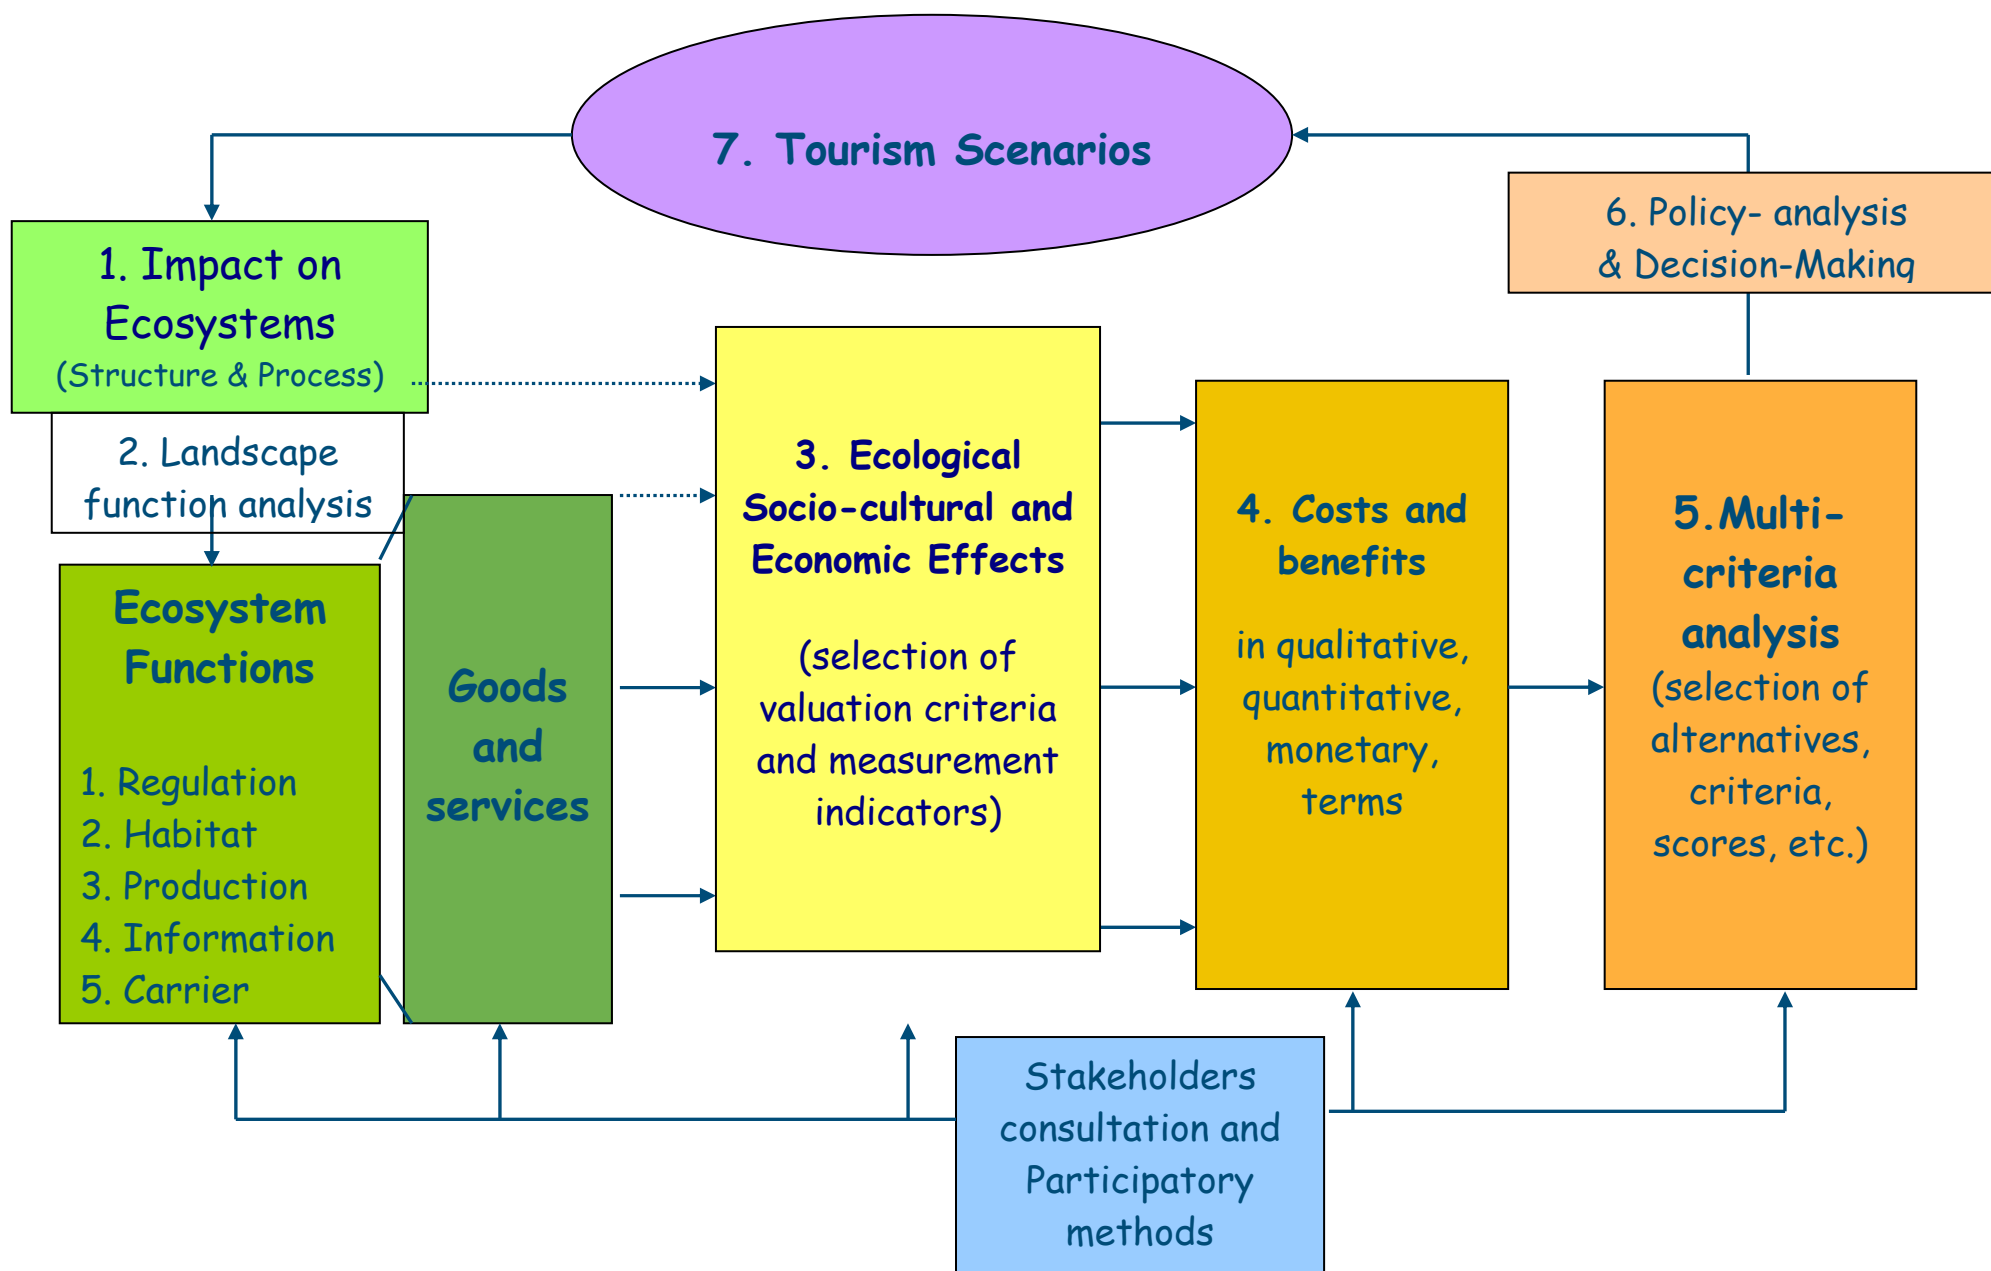 7. Tourism Scenarios
6. Policy- analysis
& Decision-Making
1. Impact on
Ecosystems
(Structure & Process)
2. Landscape
function analysis
Ecosystem
Functions
1. Regulation
2. Habitat
3. Production
4. Information
5. Carrier
Goods
and
services
3. Ecological
Socio-cultural and
Economic Effects
(selection of
valuation criteria
and measurement
indicators)
4. Costs and
benefits
in qualitative,
quantitative,
monetary,
terms
5.Multi-
criteria
analysis
(selection of
alternatives,
criteria,
scores, etc.)
Stakeholders
consultation and
Participatory
methods